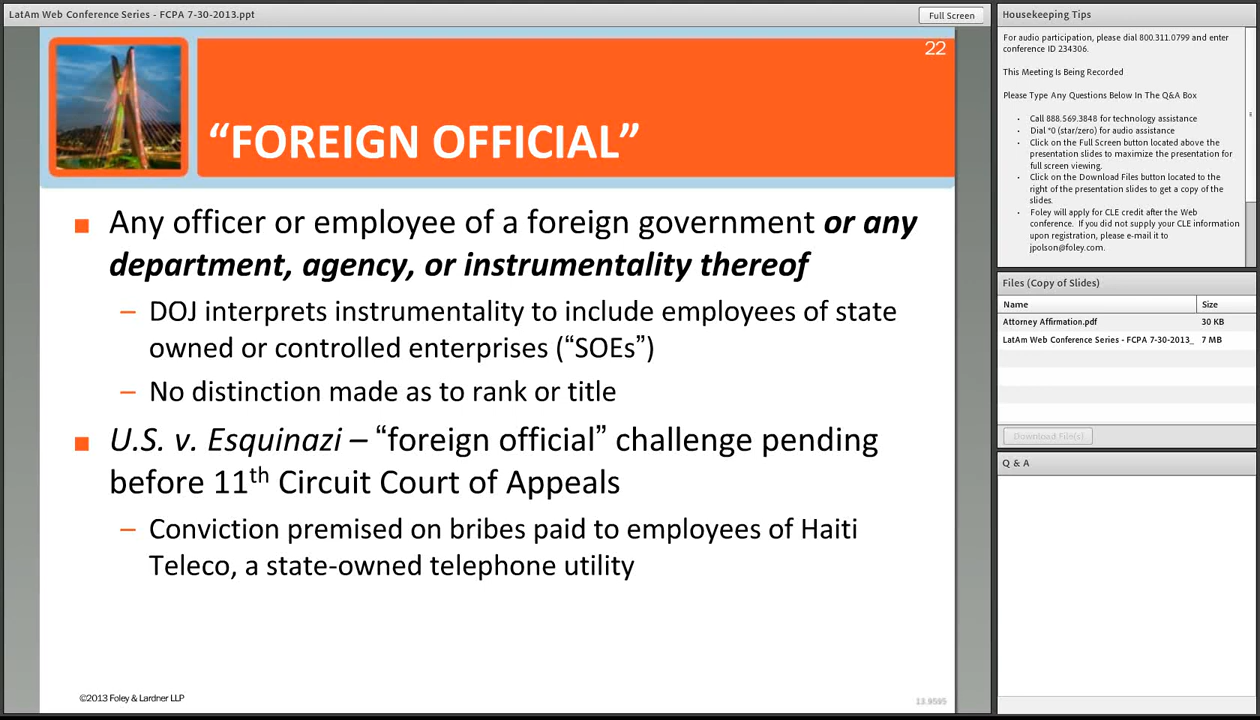 LatAm Web Conference Series - FCPA 7-30-2013.ppt
Full Screen
22
“FOREIGN OFFICIAL”
■ Any officer or employee of a foreign government or any
department, agency, or instrumentality thereof
– DOJ interprets instrumentality to include employees of state
owned or controlled enterprises (“SOEs”)
– No distinction made as to rank or title
■ U.S. v. Esquinazi – “foreign official” challenge pending
before 11th Circuit Court of Appeals
– Conviction premised on bribes paid to employees of Haiti
Teleco, a state-owned telephone utility
©2013 Foley & Lardner LLP
13.9595
Housekeeping Tips
For audio participation, please dial 800.311.0799 and enter
conference ID 234306.
This Meeting Is Being Recorded
Please Type Any Questions Below In The Q&A Box
• Call 888.569.3848 for technology assistance
• Dial *0 (star/zero) for audio assistance
• Click on the Full Screen button located above the
presentation slides to maximize the presentation for
full screen viewing.
• Click on the Download Files button located to the
right of the presentation slides to get a copy of the
slides.
• Foley will apply for CLE credit after the Web
conference. If you did not supply your CLE information
upon registration, please e-mail it to
jpolson@foley.com.
Files (Copy of Slides)
Name Size
Attorney Affirmation.pdf 30 KB
LatAm Web Conference Series - FCPA 7-30-2013_ 7 MB
Download File(s)
Q & A